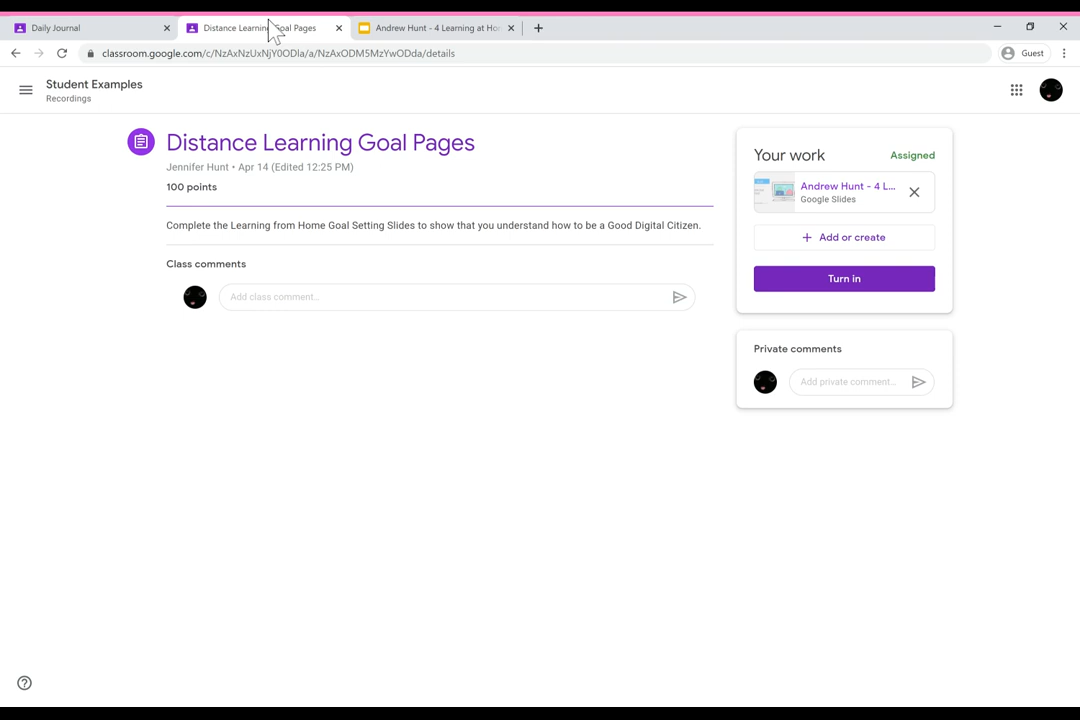 Daily Journal
Distance Learning Goal Pages
Andrew Hunt - 4 Learning at Ho
classroom.google.com/c/NzAxNzUxNjY0ODIa/a/NzAxODM5MzYwODda/details
Guest
Student Examples
Recordings
Distance Learning Goal Pages
Jennifer Hunt • Apr 14 (Edited 12:25 PM)
100 points
Complete the Learning from Home Goal Setting Slides to show that you understand how to be a Good Digital Citizen.
Class comments
Add class comment...
Your work
Assigned
Andrew Hunt - 4 L...
Google Slides
+ Add or create
Turn in
Private comments
Add private comment...